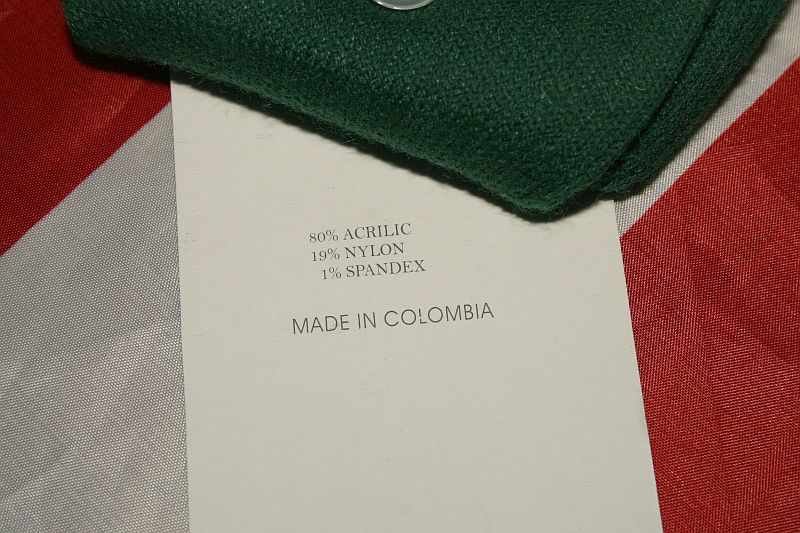 80% ACRILIC
19% NYLON
1% SPANDEX
MADE IN COLOMBIA